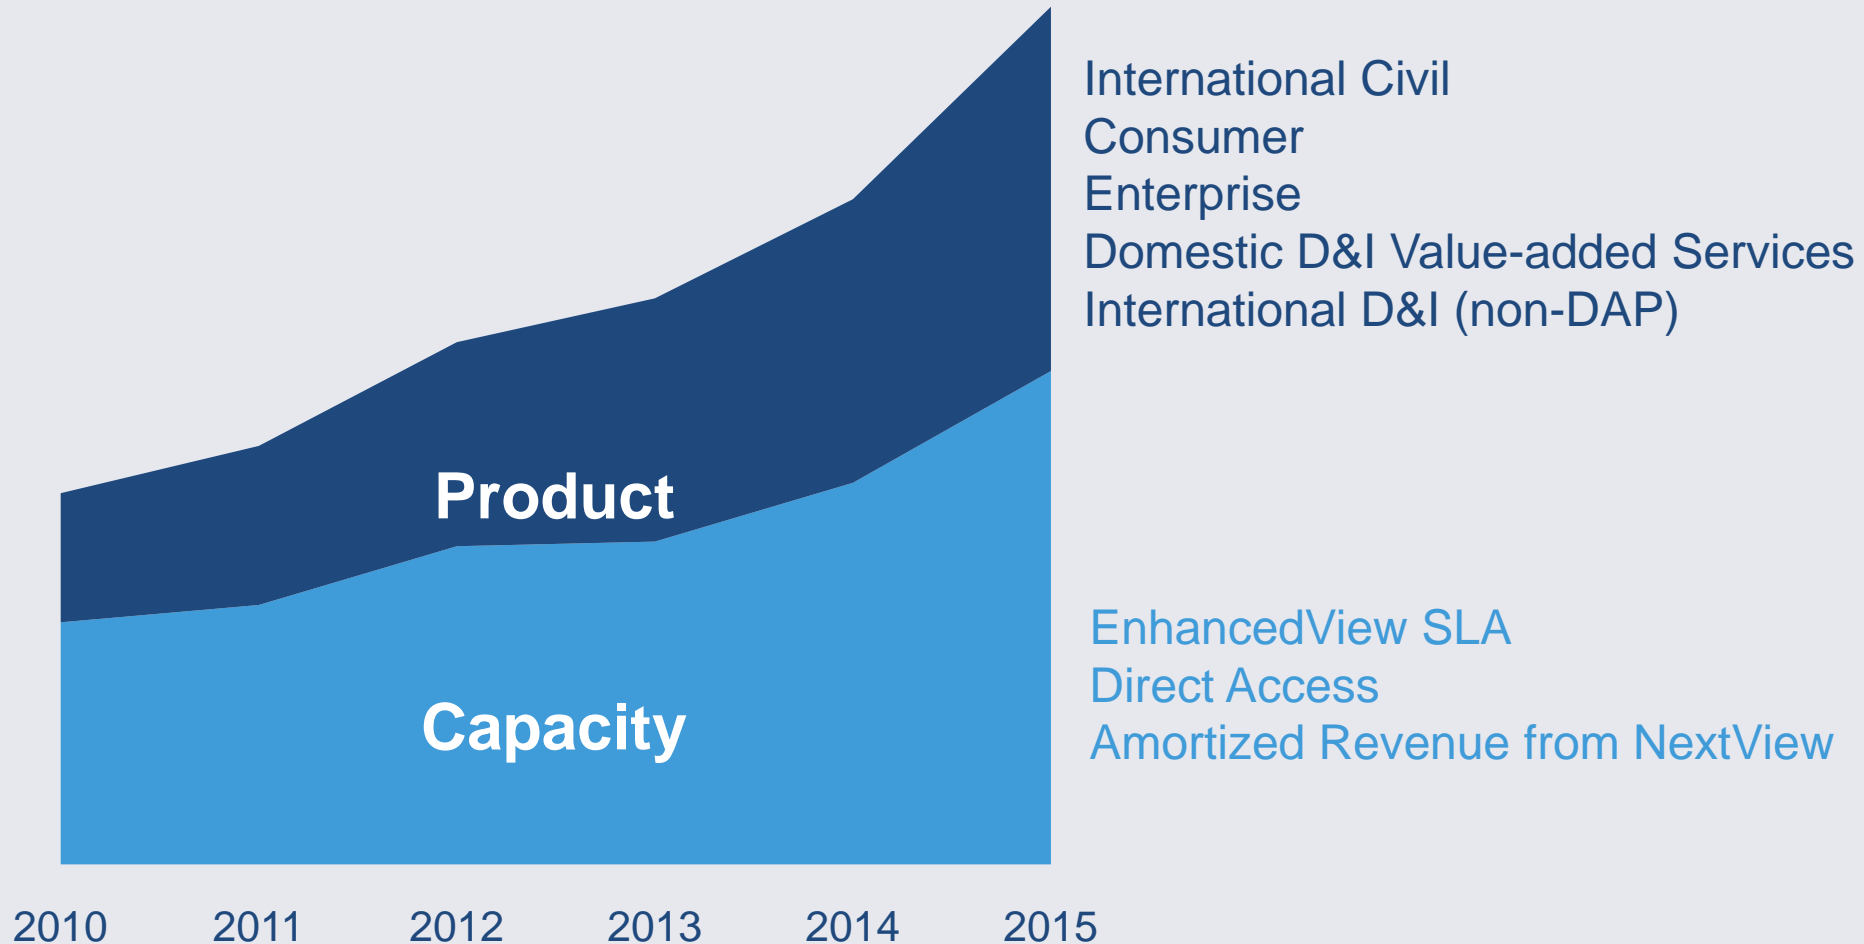 International Civil
Consumer
Enterprise
Domestic D&I Value-added Services
International D&I (non-DAP)
Product
Capacity
EnhancedView SLA
Direct Access
Amortized Revenue from NextView
2010 2011 2012 2013 2014 2015